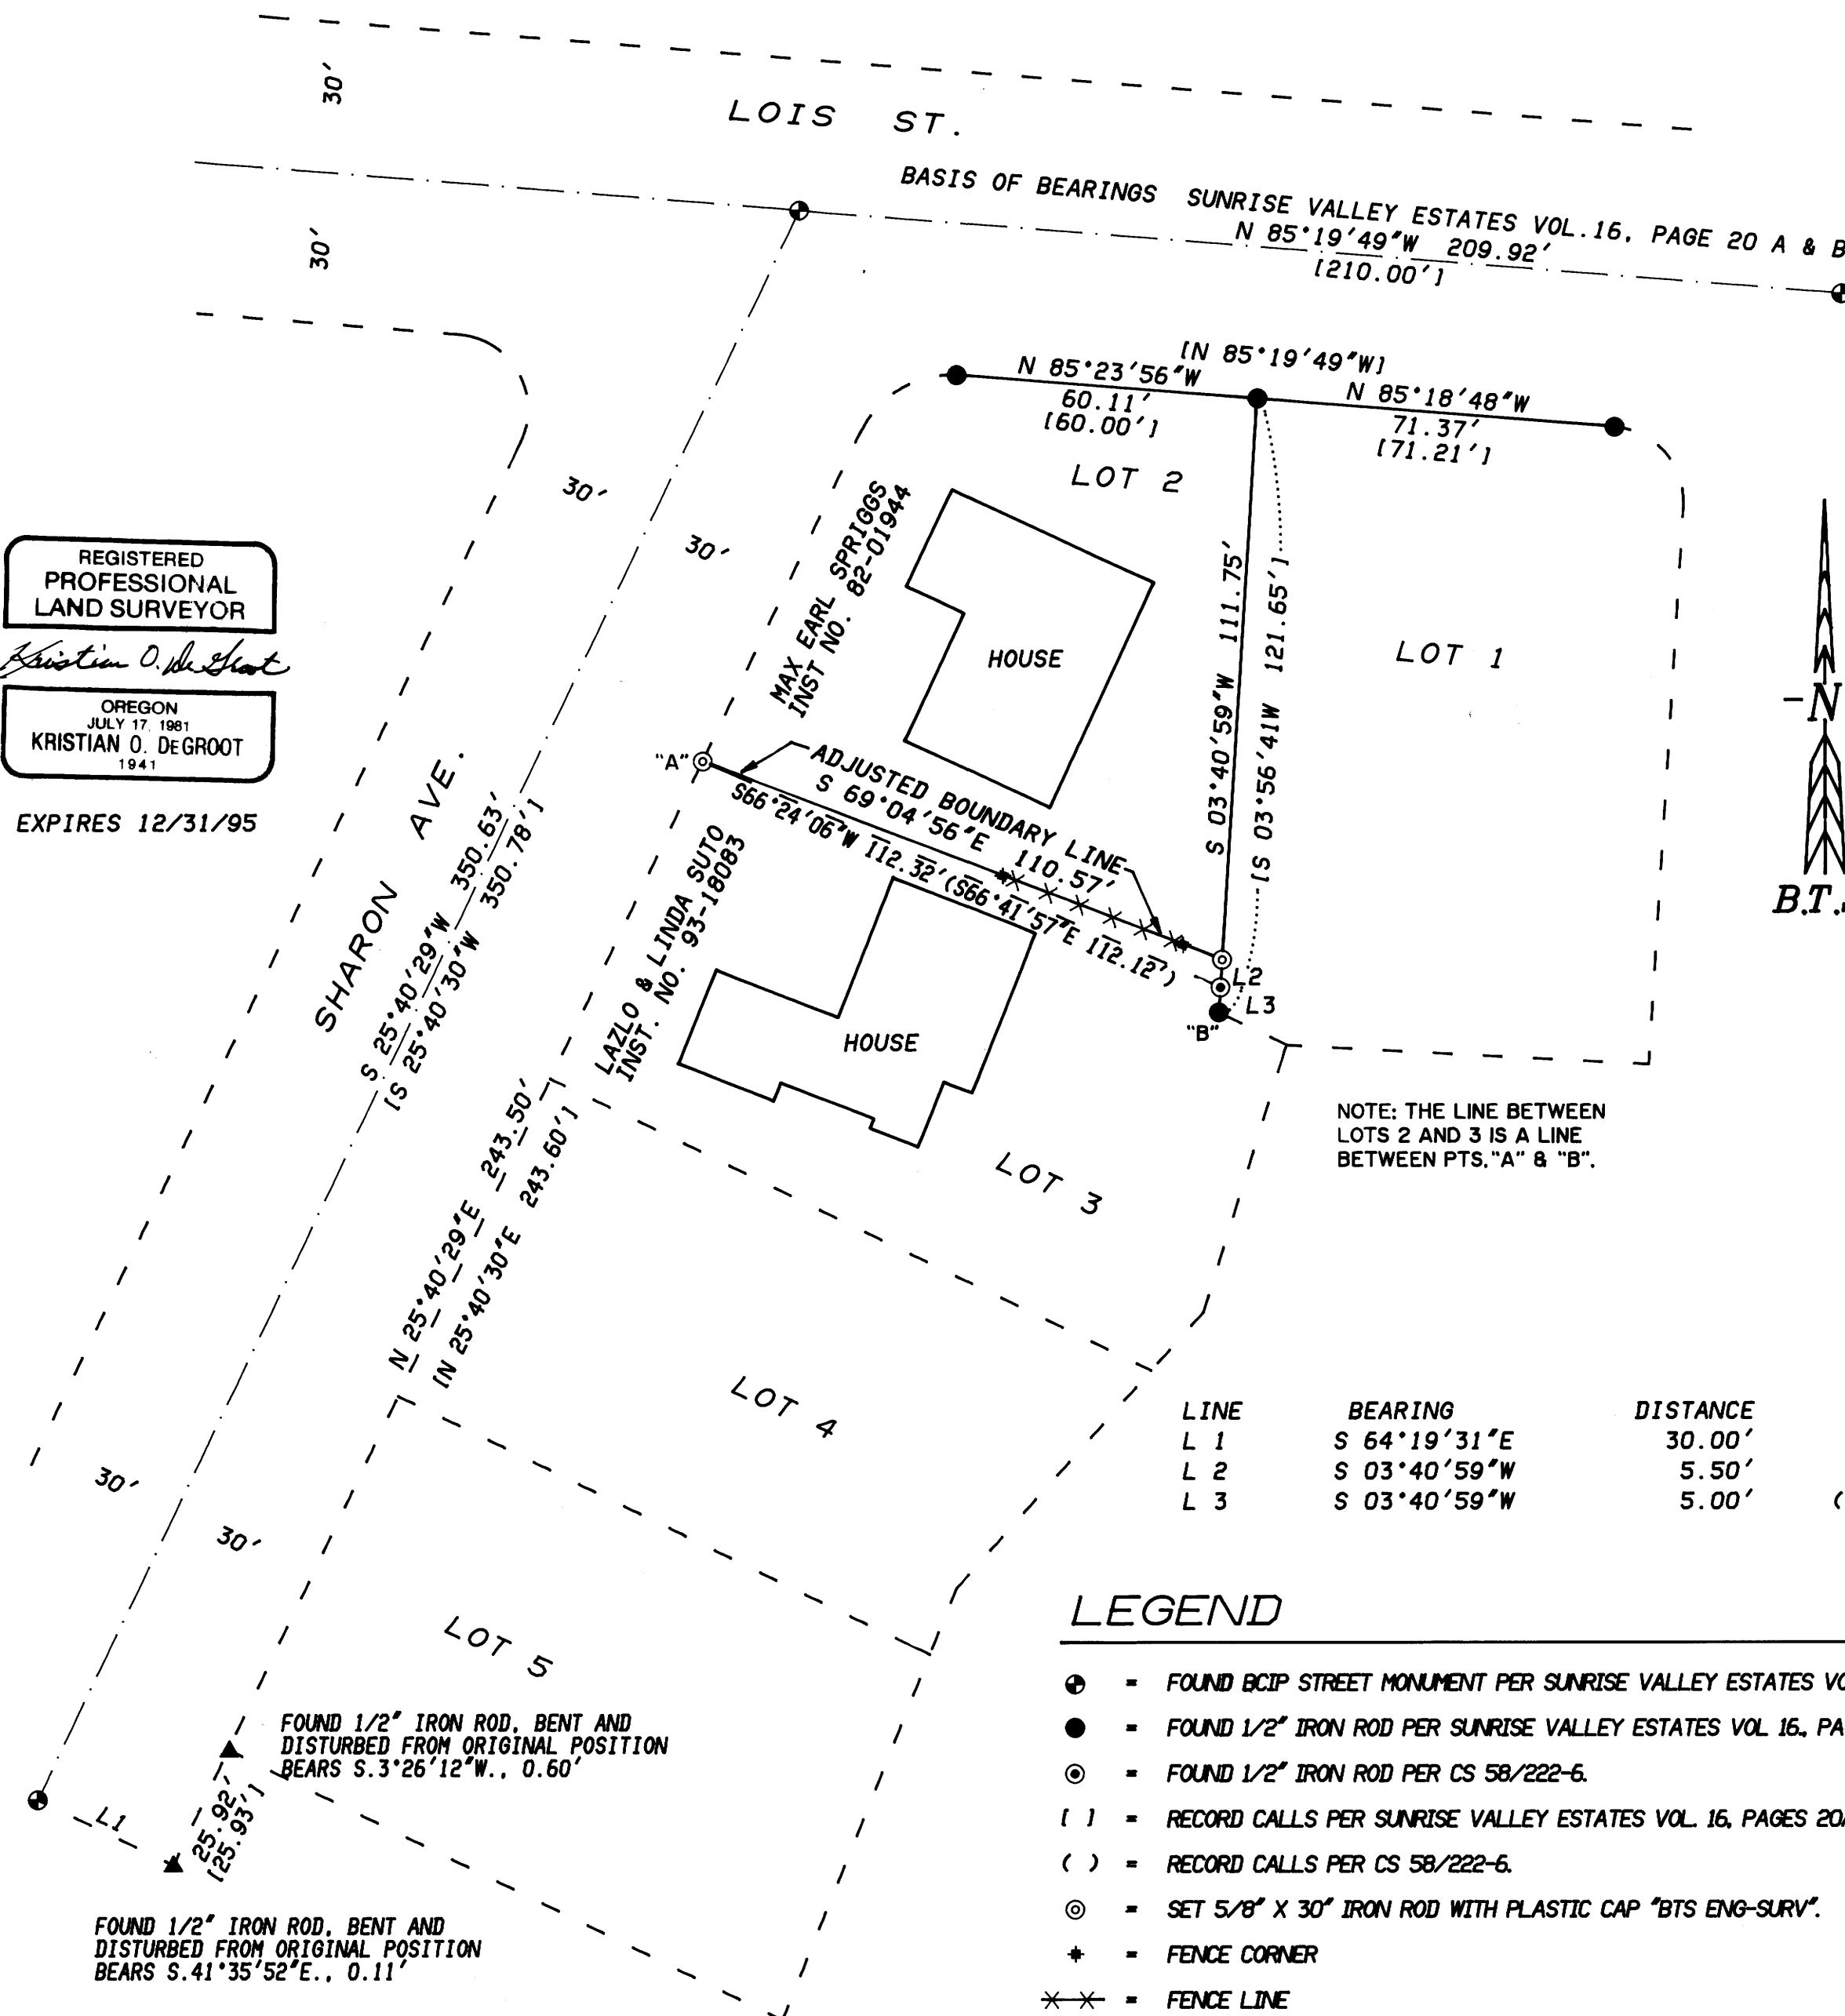 30'
LOIS ST.
BASIS OF BEARINGS SUNRISE VALLEY ESTATES VOL.16, PAGE 20 A & B
N 85°19'49"W 209.92'
[210.00']
30'
[N 85°19'49"W]
N 85°23'56"W
60.11'
[60.00']
N 85°18'48"W
71.37'
[71.21']
LOT 2
30'
30'
MAX EARL SPRIGGS
INST NO. 82-01944
HOUSE
S 03°40'59"W 111.75'
[S 03°56'41W 121.65']
LOT 1
REGISTERED
PROFESSIONAL
LAND SURVEYOR
Kristian O. DeGroot
OREGON
JULY 17, 1981
KRISTIAN O. DEGROOT
1941
EXPIRES 12/31/95
-N
B.T.
"A"
ADJUSTED BOUNDARY LINE
S 69°04'56"E 110.57'
S66°24'06"W 112.32' (S66°41'57"E 112.12')
SHARON AVE.
S 25°40'29"W 350.63'
[S 25°40'30"W 350.78']
LAZLO & LINDA SUTO
INST. NO. 93-18083
HOUSE
L2
L3
"B"
NOTE: THE LINE BETWEEN
LOTS 2 AND 3 IS A LINE
BETWEEN PTS. "A" & "B".
N 25°40'29"E 243.50'
[N 25°40'30"E 243.60']
LOT 3
LOT 4
LINE BEARING DISTANCE
L 1 S 64°19'31"E 30.00'
L 2 S 03°40'59"W 5.50'
L 3 S 03°40'59"W 5.00' (
30'
30'
LOT 5
FOUND 1/2" IRON ROD, BENT AND
DISTURBED FROM ORIGINAL POSITION
BEARS S.3°26'12"W., 0.60'
L1
25.92'
[25.93']
FOUND 1/2" IRON ROD, BENT AND
DISTURBED FROM ORIGINAL POSITION
BEARS S.41°35'52"E., 0.11'
LEGEND
= FOUND BCIP STREET MONUMENT PER SUNRISE VALLEY ESTATES VO
= FOUND 1/2" IRON ROD PER SUNRISE VALLEY ESTATES VOL 16, PA
= FOUND 1/2" IRON ROD PER CS 58/222-6.
[ ] = RECORD CALLS PER SUNRISE VALLEY ESTATES VOL. 16, PAGES 20
( ) = RECORD CALLS PER CS 58/222-6.
= SET 5/8" X 30" IRON ROD WITH PLASTIC CAP "BTS ENG-SURV".
= FENCE CORNER
= FENCE LINE